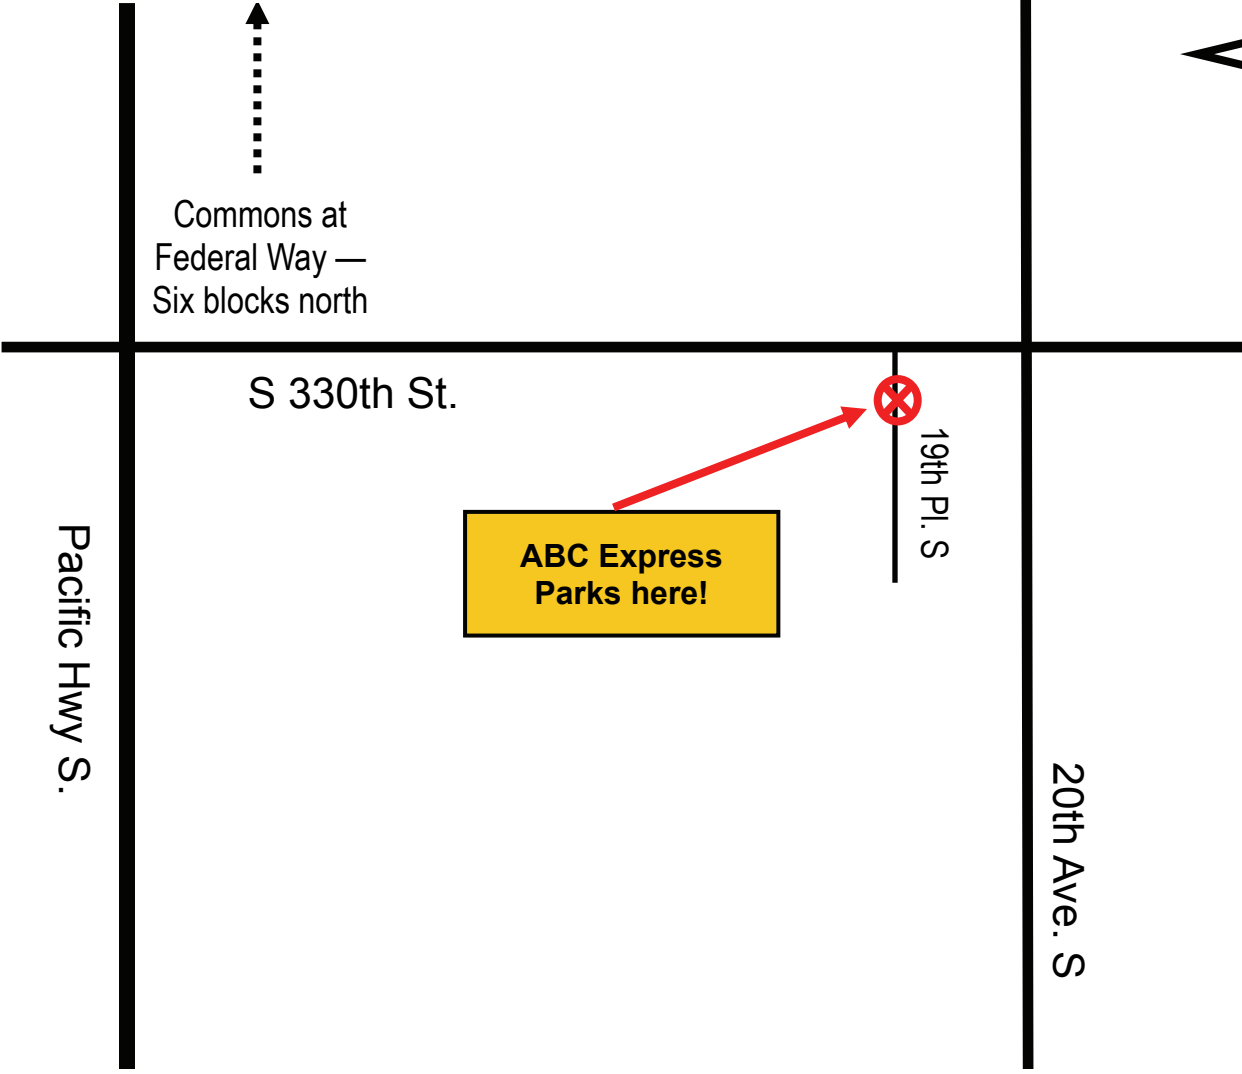 Commons at
Federal Way —
Six blocks north
S 330th St.
19th Pl. S
ABC Express
Parks here!
Pacific Hwy S.
20th Ave. S